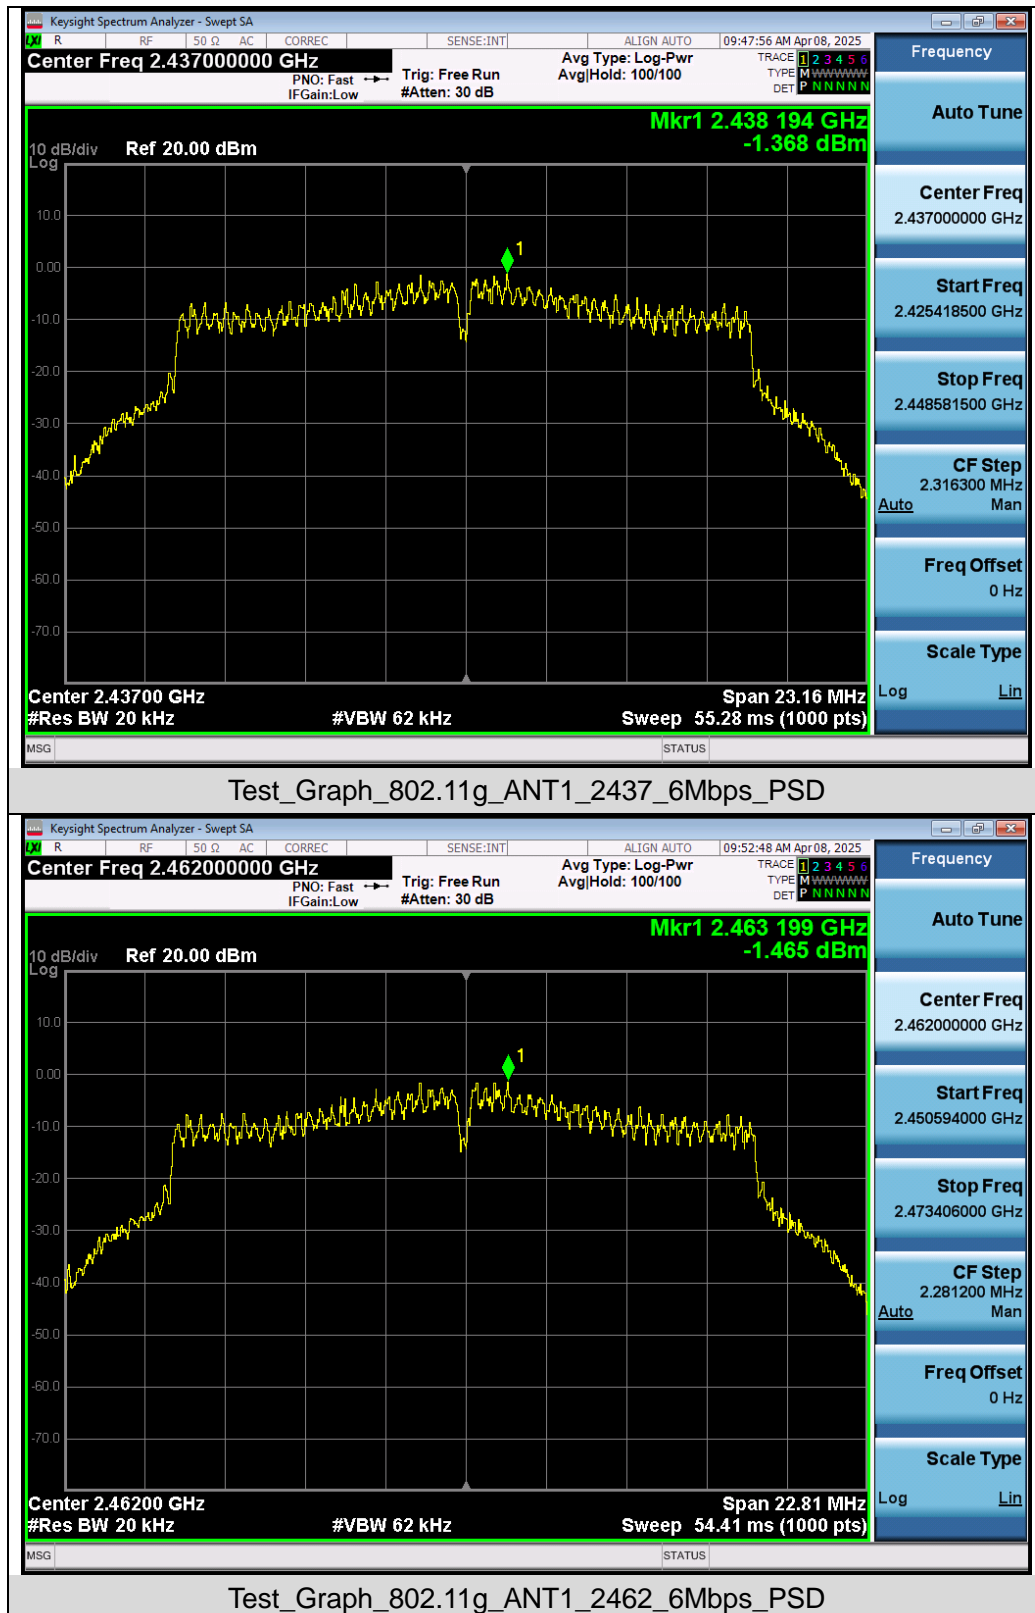 Keysight Spectrum Analyzer - Swept SA
LXI R RF 50 Ω AC CORREC SENSE:INT ALIGN AUTO 09:47:56 AM Apr 08, 2025
Center Freq 2.437000000 GHz
PNO: Fast
IFGain:Low
Trig: Free Run
#Atten: 30 dB
Avg Type: Log-Pwr
Avg|Hold: 100/100
TRACE 1 2 3 4 5 6
TYPE M WWWWW
DET P N N N N N
Mkr1 2.438 194 GHz
-1.368 dBm
10 dB/div Ref 20.00 dBm
Log
1
10.0
0.00
-10.0
-20.0
-30.0
-40.0
-50.0
-60.0
-70.0
Center 2.43700 GHz Span 23.16 MHz
#Res BW 20 kHz #VBW 62 kHz Sweep 55.28 ms (1000 pts)
MSG STATUS
Frequency
Auto Tune
Center Freq
2.437000000 GHz
Start Freq
2.425418500 GHz
Stop Freq
2.448581500 GHz
CF Step
2.316300 MHz
Auto Man
Freq Offset
0 Hz
Scale Type
Log Lin
Test_Graph_802.11g_ANT1_2437_6Mbps_PSD
Keysight Spectrum Analyzer - Swept SA
LXI R RF 50 Ω AC CORREC SENSE:INT ALIGN AUTO 09:52:48 AM Apr 08, 2025
Center Freq 2.462000000 GHz
PNO: Fast
IFGain:Low
Trig: Free Run
#Atten: 30 dB
Avg Type: Log-Pwr
Avg|Hold: 100/100
TRACE 1 2 3 4 5 6
TYPE M WWWWW
DET P N N N N N
Mkr1 2.463 199 GHz
-1.465 dBm
10 dB/div Ref 20.00 dBm
Log
1
10.0
0.00
-10.0
-20.0
-30.0
-40.0
-50.0
-60.0
-70.0
Center 2.46200 GHz Span 22.81 MHz
#Res BW 20 kHz #VBW 62 kHz Sweep 54.41 ms (1000 pts)
MSG STATUS
Frequency
Auto Tune
Center Freq
2.462000000 GHz
Start Freq
2.450594000 GHz
Stop Freq
2.473406000 GHz
CF Step
2.281200 MHz
Auto Man
Freq Offset
0 Hz
Scale Type
Log Lin
Test_Graph_802.11g_ANT1_2462_6Mbps_PSD